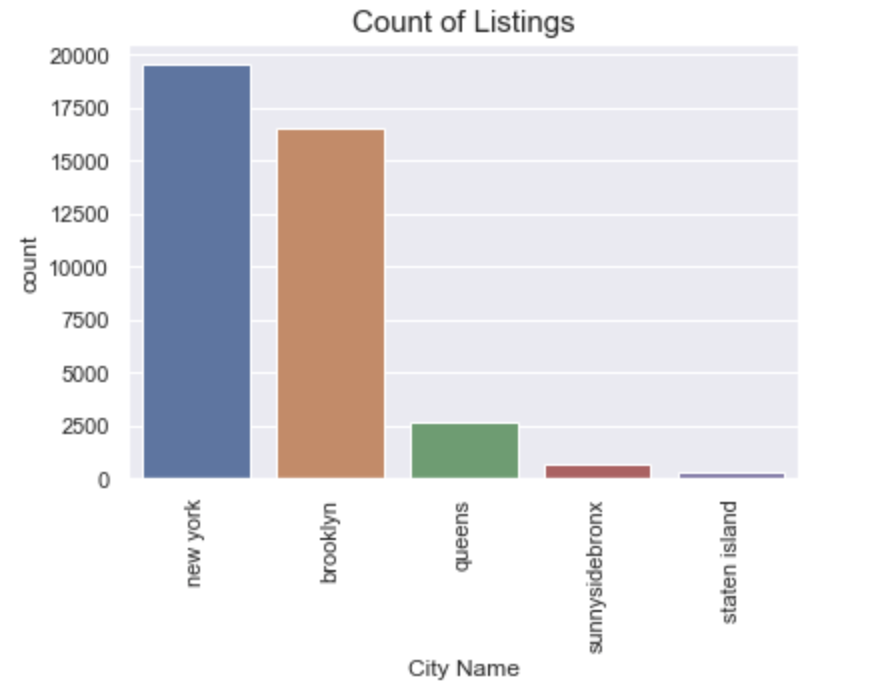 Count of Listings
20000
17500
15000
12500
10000
7500
5000
2500
0
count
new york
brooklyn
queens
sunnysidebronx
staten island
City Name